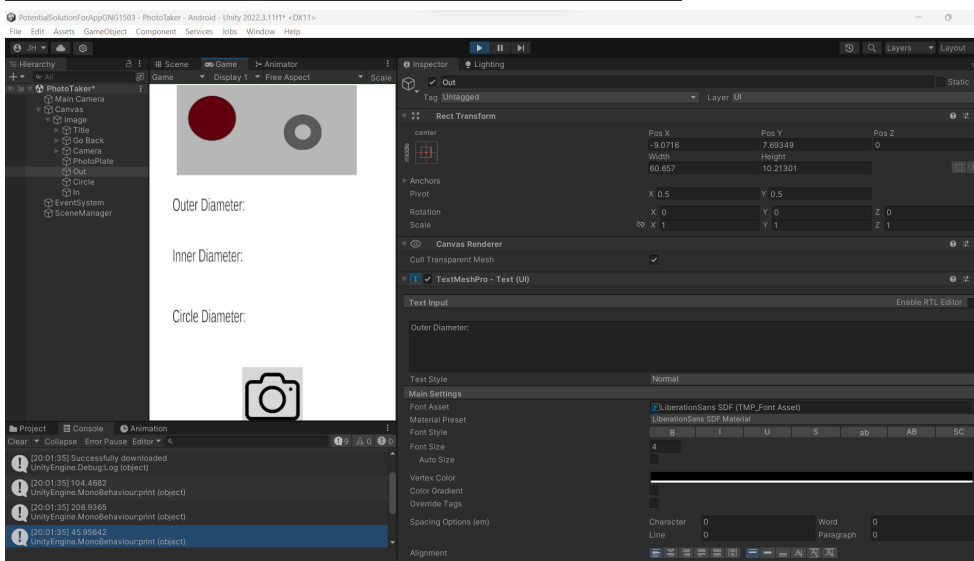 PotentialSolutionForAppGNG1503 - PhotoTaker - Android - Unity 2022.3.11f1* <DX11>
File Edit Assets GameObject Component Services Jobs Window Help
JH
Layers
Layout
Hierarchy
All
PhotoTaker*
Main Camera
Canvas
Image
Title
Go Back
Camera
PhotoPlate
Out
Circle
In
EventSystem
SceneManager
Scene Game Animator
Game Display 1 Free Aspect Scale
Outer Diameter:
Inner Diameter:
Circle Diameter:
Project Console Animation
Clear Collapse Error Pause Editor
9 0 0
[20:01:35] Successfully downloaded
UnityEngine.Debug:Log (object)
[20:01:35] 104.4682
UnityEngine.MonoBehaviour:print (object)
[20:01:35] 208.9365
UnityEngine.MonoBehaviour:print (object)
[20:01:35] 45.95642
UnityEngine.MonoBehaviour:print (object)
Inspector Lighting
Out Static
Tag Untagged Layer UI
Rect Transform
center
middle
Pos X Pos Y Pos Z
-9.0716 7.69349 0
Width Height
60.657 10.21301
Anchors
Pivot X 0.5 Y 0.5
Rotation X 0 Y 0 Z 0
Scale X 1 Y 1 Z 1
Canvas Renderer
Cull Transparent Mesh
TextMeshPro - Text (UI)
Text Input Enable RTL Editor
Outer Diameter:
Text Style Normal
Main Settings
Font Asset LiberationSans SDF (TMP_Font Asset)
Material Preset LiberationSans SDF Material
Font Style B I U S ab AB SC
Font Size 4
Auto Size
Vertex Color
Color Gradient
Override Tags
Spacing Options (em) Character 0 Word 0
Line 0 Paragraph 0
Alignment